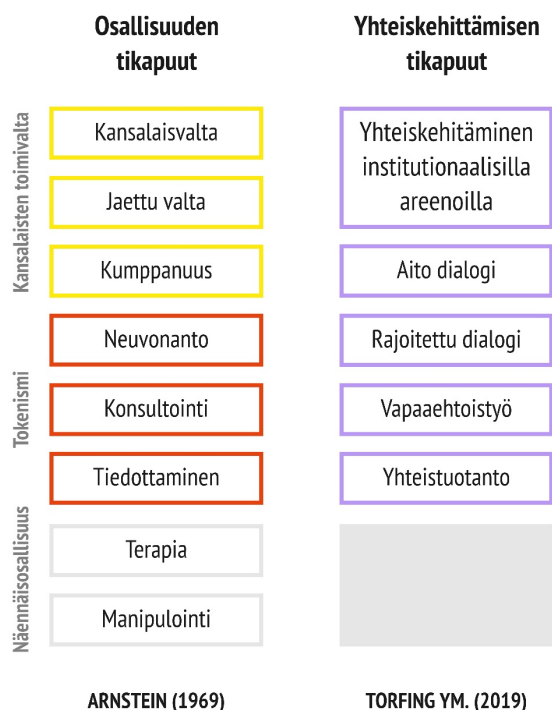 Osallisuuden
tikapuut
Yhteiskehittämisen
tikapuut
Kansalaisten toimivalta
Kansalaisvalta
Jaettu valta
Kumppanuus
Tokenismi
Neuvonanto
Konsultointi
Tiedottaminen
Näennäisosallisuus
Terapia
Manipulointi
Yhteiskehitäminen
institutionaalisilla
areenoilla
Aito dialogi
Rajoitettu dialogi
Vapaaehtoistyö
Yhteistuotanto
ARNSTEIN (1969)
TORFING YM. (2019)